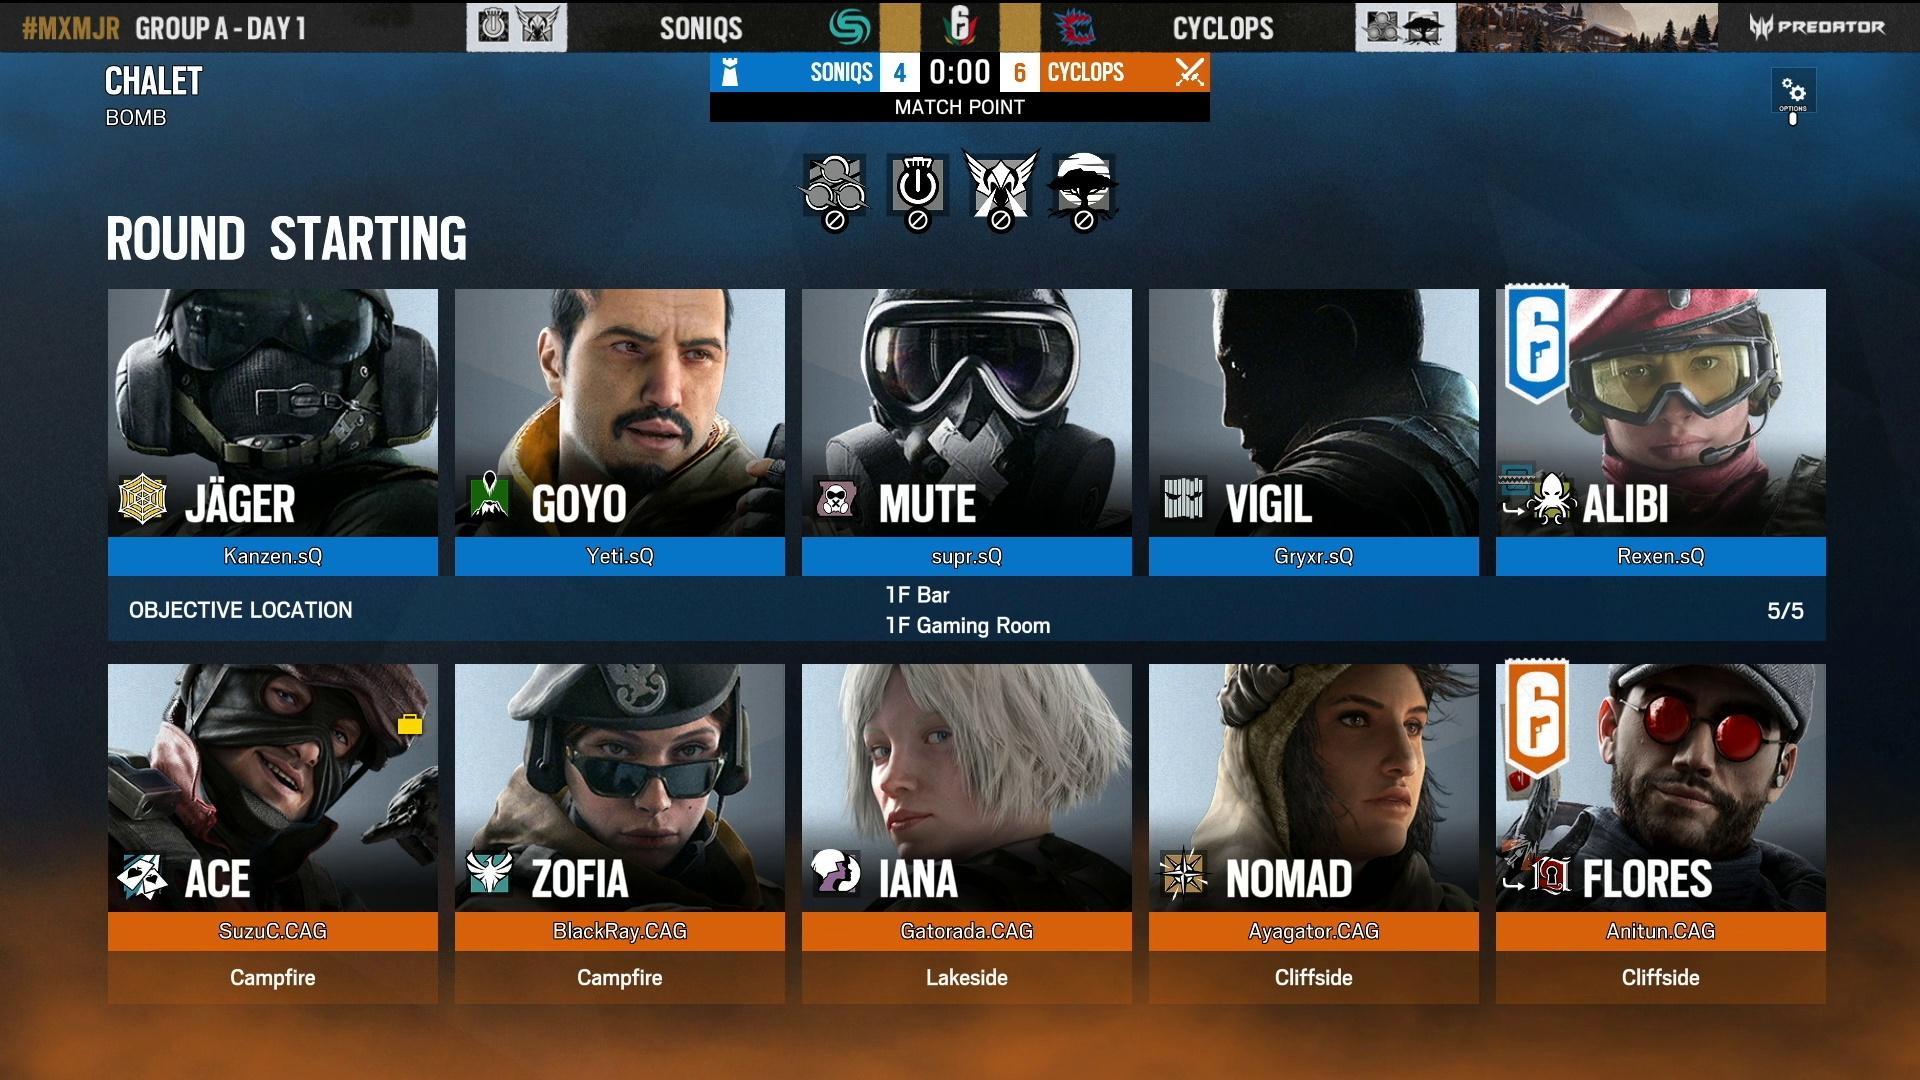 #MXMJR GROUP A - DAY 1
SONIQS
CYCLOPS
PREDATOR
CHALET
BOMB
SONIQS 4 0:00 6 CYCLOPS
MATCH POINT
OPTIONS
ROUND STARTING
JÄGER
GOYO
MUTE
VIGIL
ALIBI
Kanzen.sQ
Yeti.sQ
supr.sQ
Gryxr.sQ
Rexen.sQ
OBJECTIVE LOCATION
1F Bar
1F Gaming Room
5/5
ACE
ZOFIA
IANA
NOMAD
FLORES
SuzuC.CAG
BlackRay.CAG
Gatorada.CAG
Ayagator.CAG
Anitun.CAG
Campfire
Campfire
Lakeside
Cliffside
Cliffside